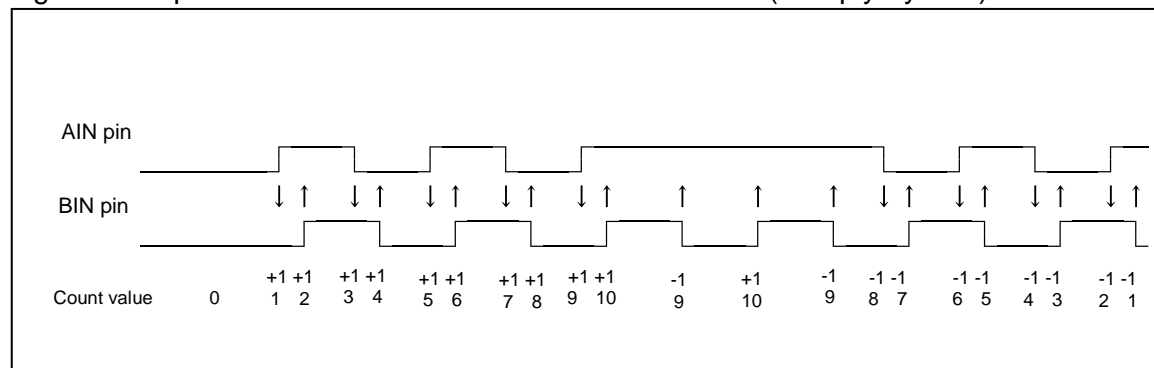 AIN pin
BIN pin
+1 +1 +1 +1 +1 +1 +1 +1 +1 +1 -1 +1 -1 -1 -1 -1 -1 -1 -1 -1 -1
Count value 0 1 2 3 4 5 6 7 8 9 10 9 10 9 8 7 6 5 4 3 2 1